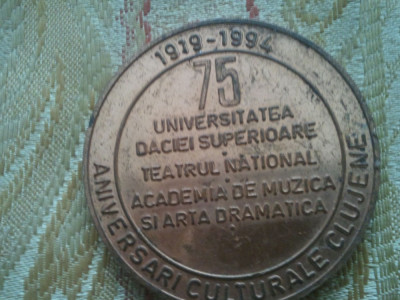 1919-1994
75
UNIVERSITATEA
DACIEI SUPERIOARE
TEATRUL NATIONAL
ACADEMIA DE MUZICA
SI ARTA DRAMATICA
ANIVERSARI CULTURALE CLUJENE